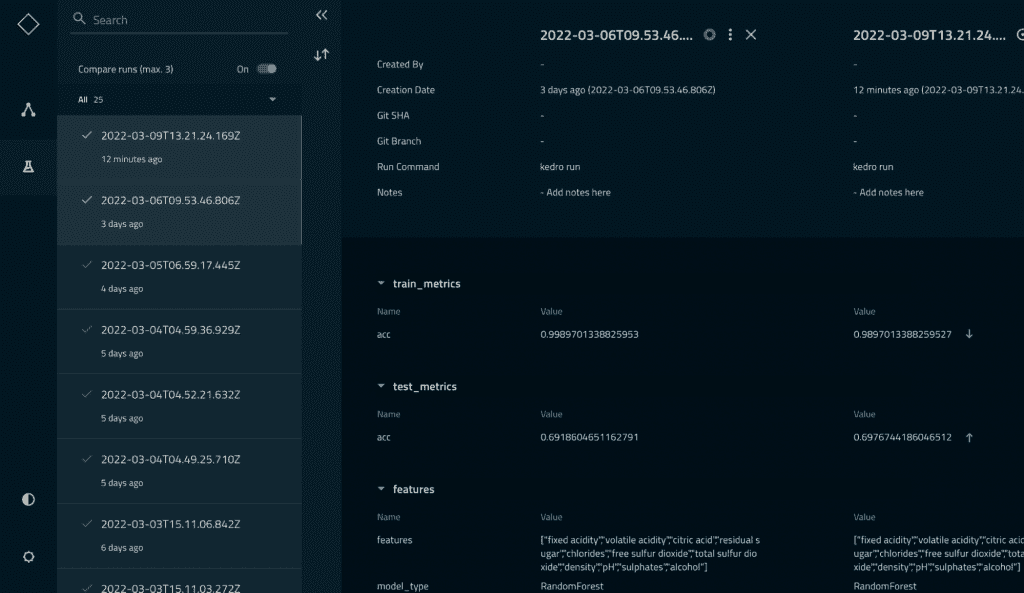 Search
Compare runs (max. 3) On
All 25
2022-03-09T13.21.24.169Z
12 minutes ago
2022-03-06T09.53.46.806Z
3 days ago
2022-03-05T06.59.17.445Z
4 days ago
2022-03-04T04.59.36.929Z
5 days ago
2022-03-04T04.52.21.632Z
5 days ago
2022-03-04T04.49.25.710Z
5 days ago
2022-03-03T15.11.06.842Z
6 days ago
2022-03-03T15.11.03.272Z
2022-03-06T09.53.46.... 2022-03-09T13.21.24....
Created By - -
Creation Date 3 days ago (2022-03-06T09.53.46.806Z) 12 minutes ago (2022-03-09T13.21.24.
Git SHA - -
Git Branch - -
Run Command kedro run kedro run
Notes - Add notes here - Add notes here
train_metrics
Name Value Value
acc 0.9989701338825953 0.9897013388259527
test_metrics
Name Value Value
acc 0.6918604651162791 0.6976744186046512
features
Name Value Value
features ["fixed acidity","volatile acidity","citric acid","residual s ["fixed acidity","volatile acidity","citric acid
ugar","chlorides","free sulfur dioxide","total sulfur dio ugar","chlorides","free sulfur dioxide","tota
xide","density","pH","sulphates","alcohol"] xide","density","pH","sulphates","alcohol"]
model_type RandomForest RandomForest